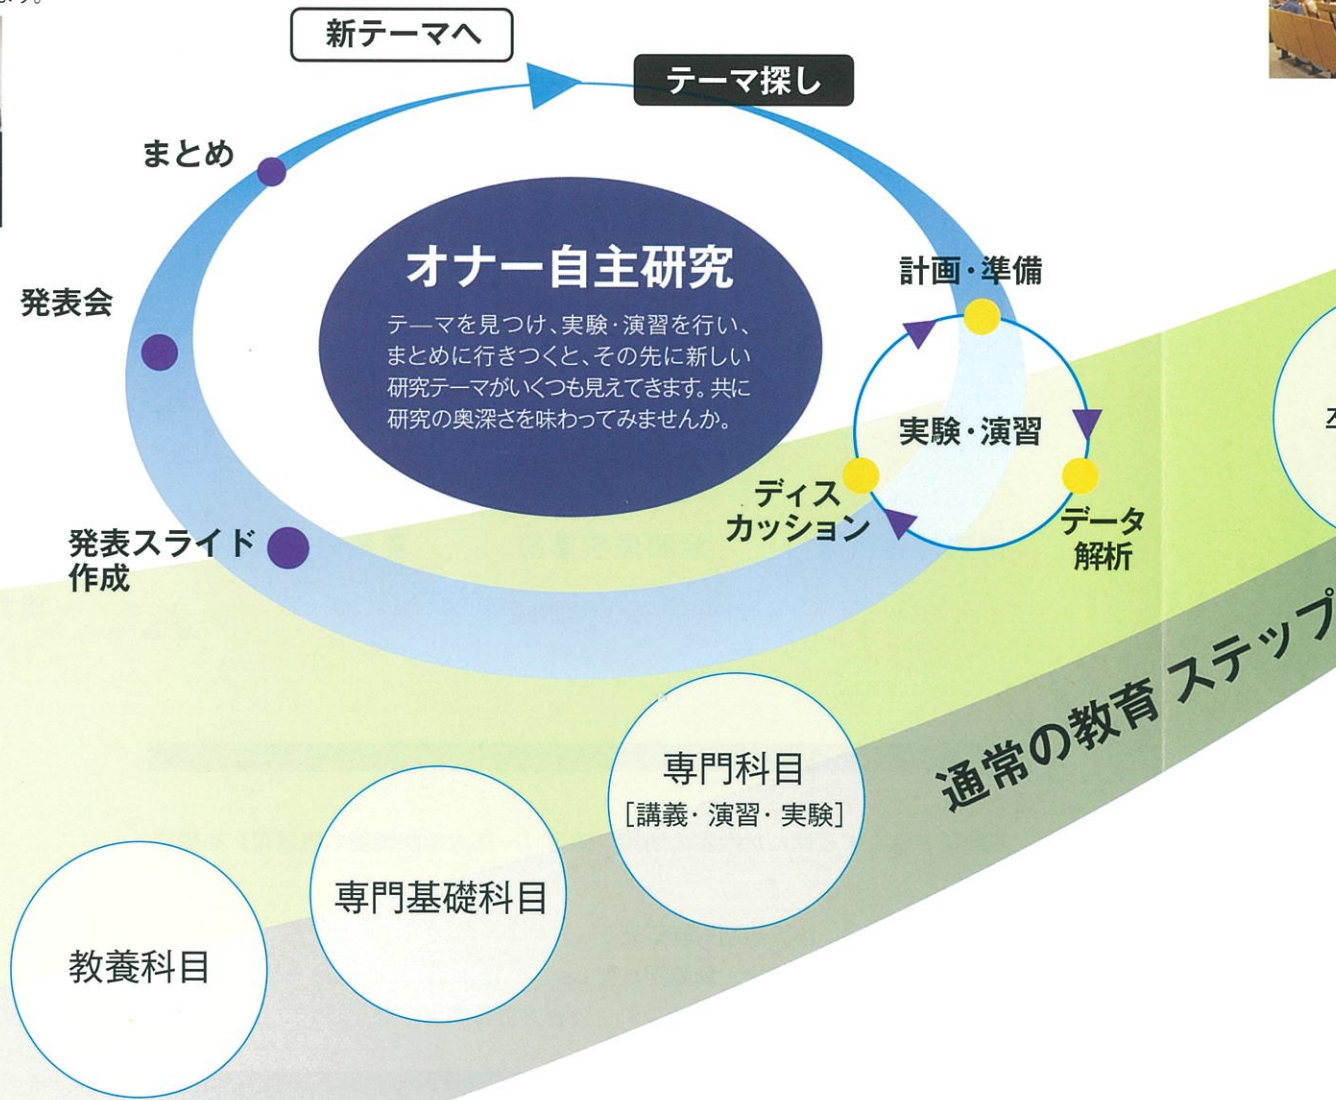 新テーマへ
テーマ探し
まとめ
オナー自主研究
テーマを見つけ、実験・演習を行い、
まとめに行きつくと、その先に新しい
研究テーマがいくつも見えてきます。共に
研究の奥深さを味わってみませんか。
計画・準備
発表会
実験・演習
ディス
カッション
データ
解析
発表スライド
作成
通常の教育 ステップ
専門科目
[講義・演習・実験]
専門基礎科目
教養科目